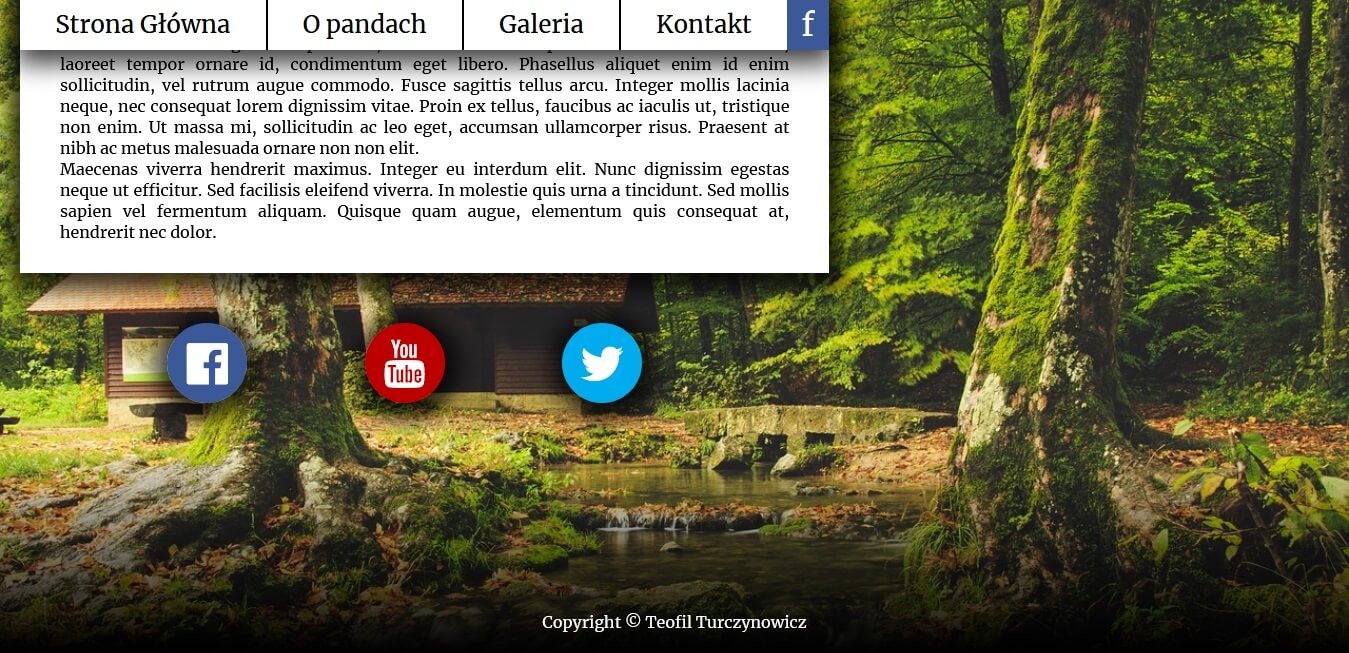 Strona Główna
O pandach
Galeria
Kontakt
f
laoreet tempor ornare id, condimentum eget libero. Phasellus aliquet enim id enim
sollicitudin, vel rutrum augue commodo. Fusce sagittis tellus arcu. Integer mollis lacinia
neque, nec consequat lorem dignissim vitae. Proin ex tellus, faucibus ac iaculis ut, tristique
non enim. Ut massa mi, sollicitudin ac leo eget, accumsan ullamcorper risus. Praesent at
nibh ac metus malesuada ornare non non elit.
Maecenas viverra hendrerit maximus. Integer eu interdum elit. Nunc dignissim egestas
neque ut efficitur. Sed facilisis eleifend viverra. In molestie quis urna a tincidunt. Sed mollis
sapien vel fermentum aliquam. Quisque quam augue, elementum quis consequat at,
hendrerit nec dolor.
You
Tube
Copyright © Teofil Turczynowicz